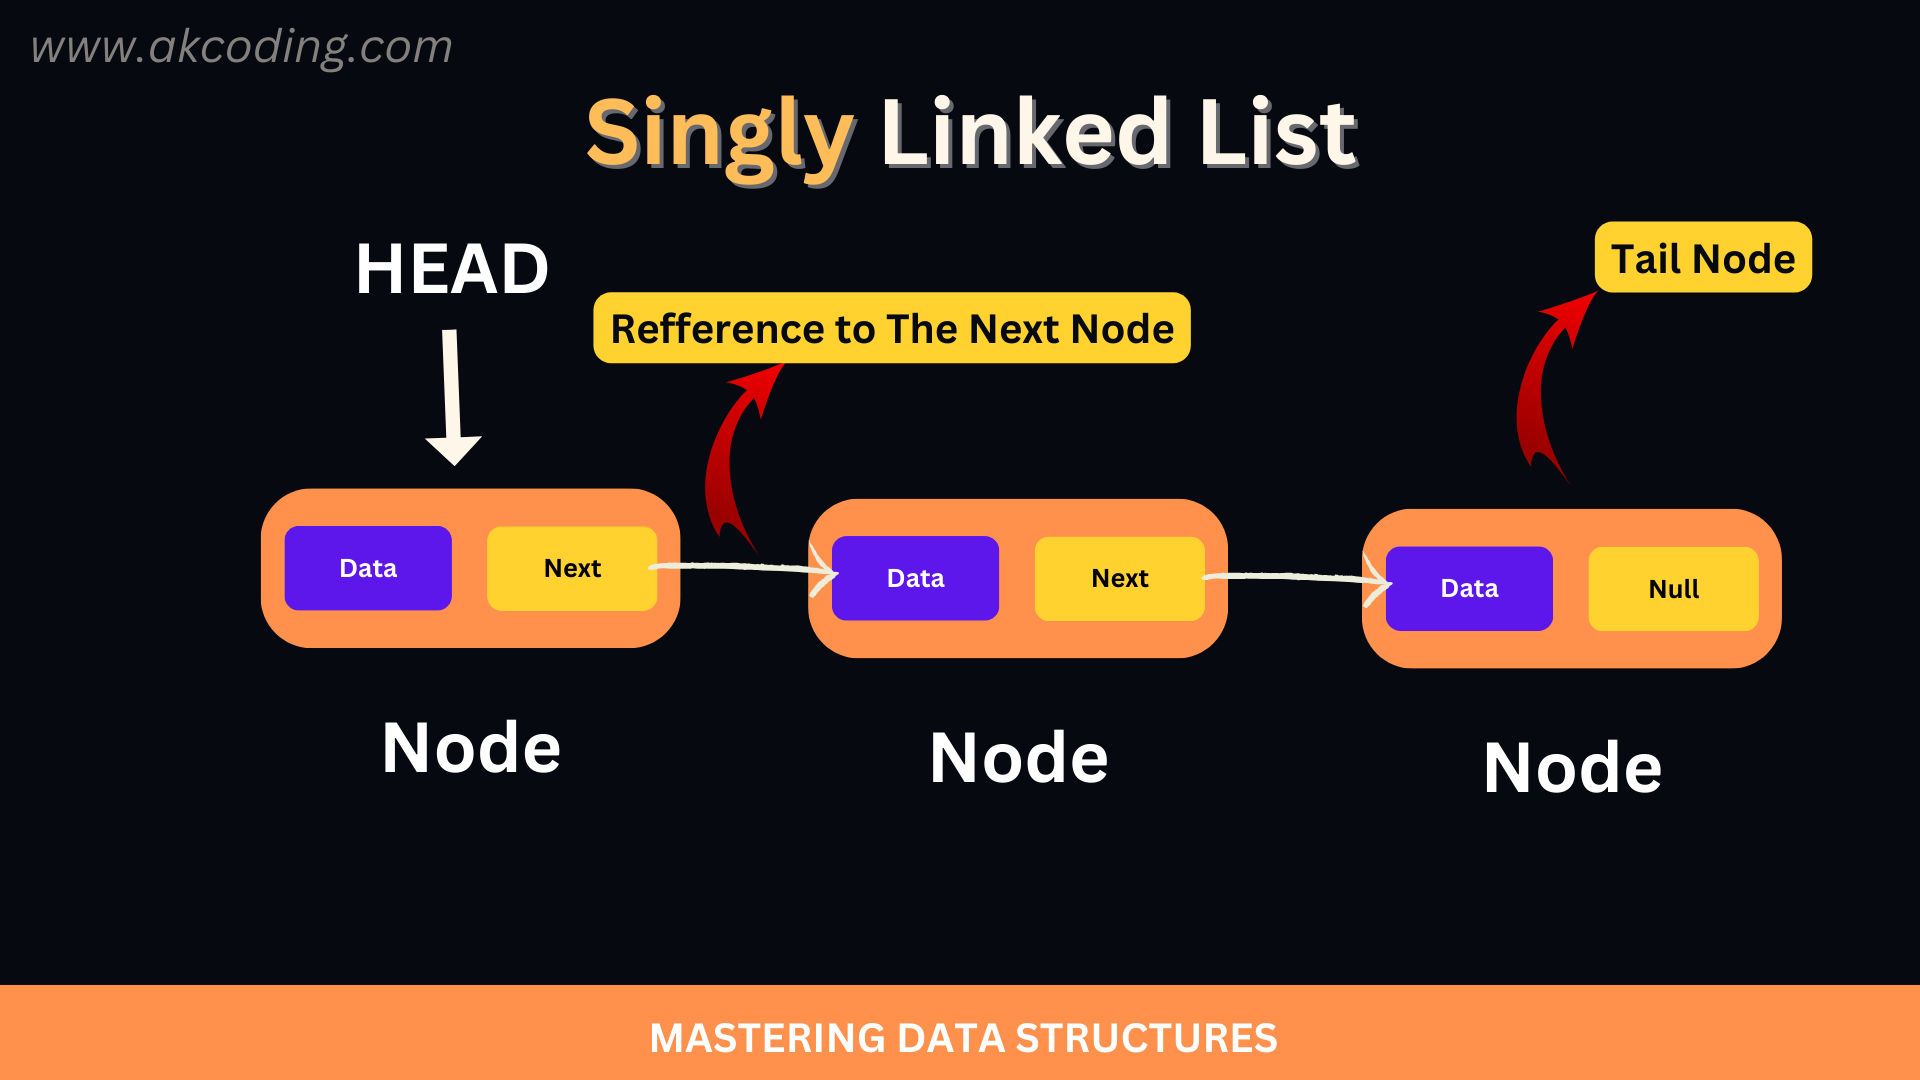 www.akcoding.com
Singly Linked List
HEAD
Tail Node
Refference to The Next Node
Data
Next
Data
Next
Data
Null
Node
Node
Node
MASTERING DATA STRUCTURES